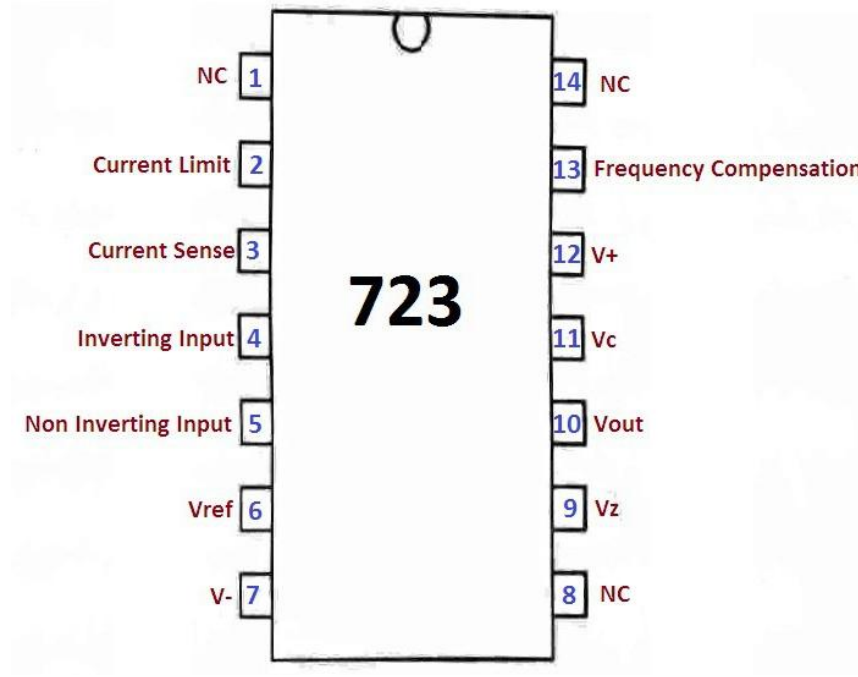 NC 1
Current Limit 2
Current Sense 3
Inverting Input 4
Non Inverting Input 5
Vref 6
V- 7
723
14 NC
13 Frequency Compensation
12 V+
11 Vc
10 Vout
9 Vz
8 NC